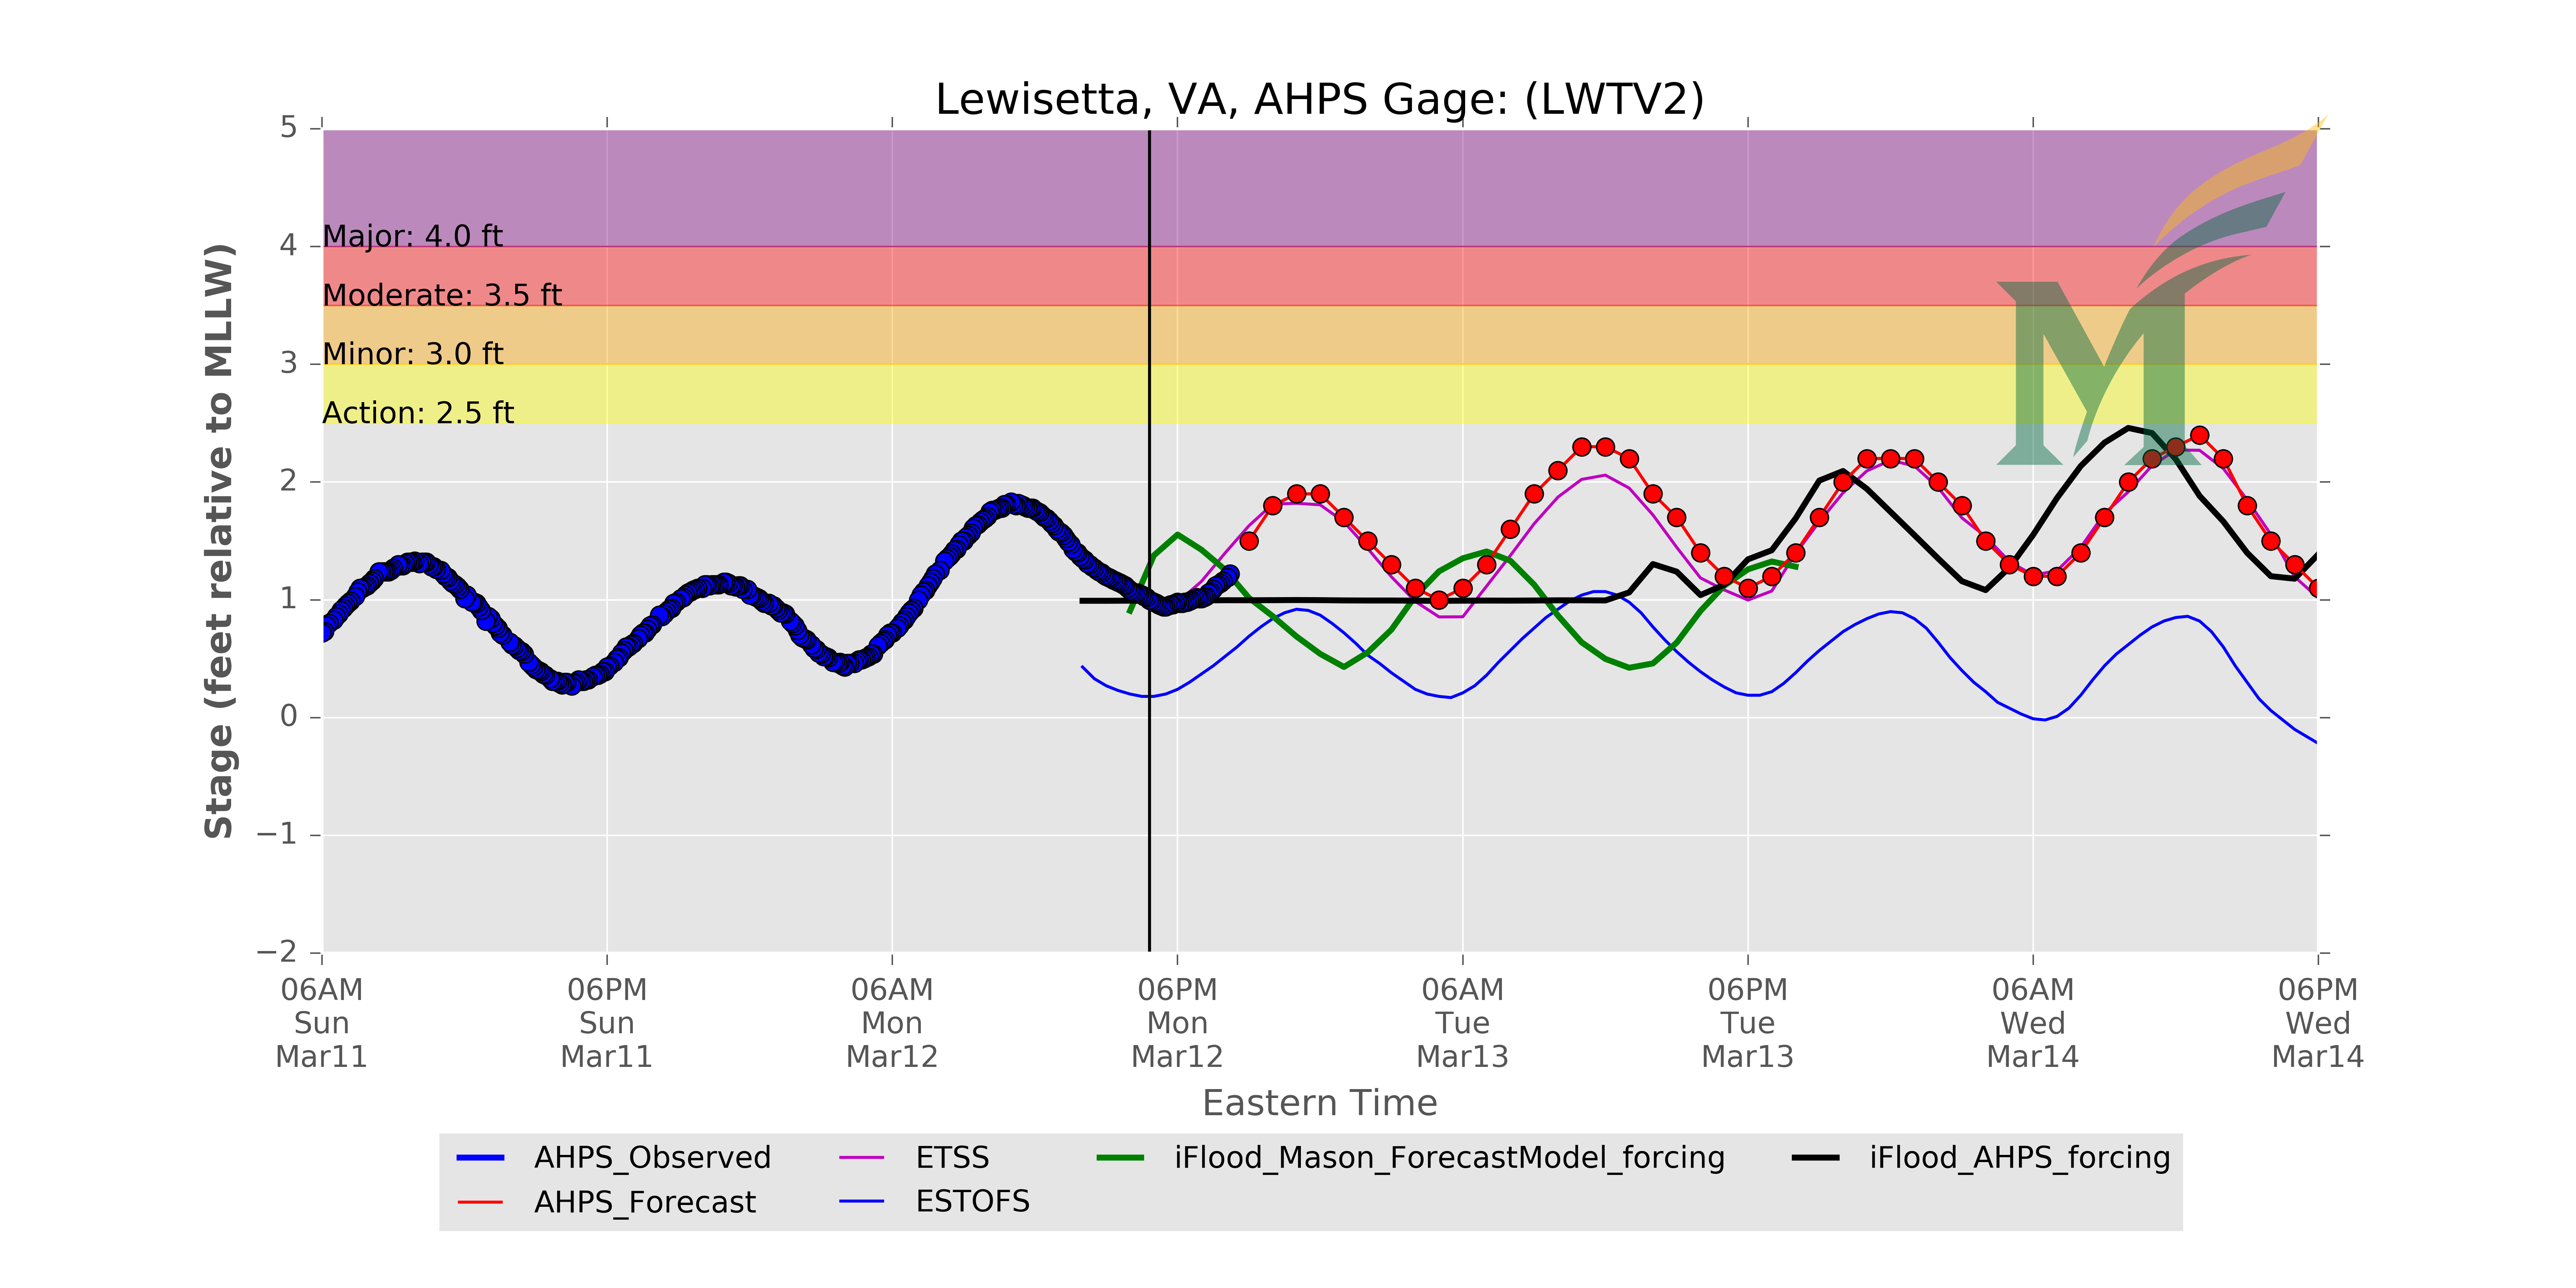 Lewisetta, VA, AHPS Gage: (LWTV2)
Stage (feet relative to MLLW)
5
4
3
2
1
0
−1
−2
Major: 4.0 ft
Moderate: 3.5 ft
Minor: 3.0 ft
Action: 2.5 ft
M
06AM 06PM 06AM 06PM 06AM 06PM 06AM 06PM
Sun Sun Mon Mon Tue Tue Wed Wed
Mar11 Mar11 Mar12 Mar12 Mar13 Mar13 Mar14 Mar14
Eastern Time
AHPS_Observed ETSS iFlood_Mason_ForecastModel_forcing iFlood_AHPS_forcing
AHPS_Forecast ESTOFS